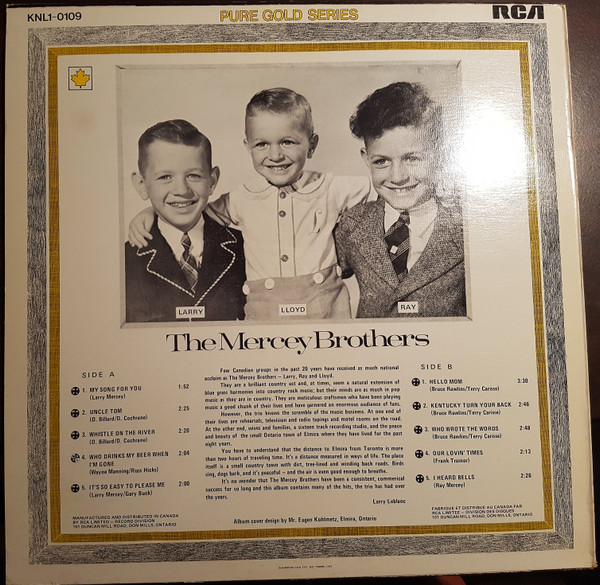 KNL1-0109
PURE GOLD SERIES
RCA
LARRY
LLOYD
RAY
The Mercey Brothers
SIDE A
1. MY SONG FOR YOU 1:52
(Larry Mercey)
2. UNCLE TOM 2:25
(D. Billard/D. Cochrane)
3. WHISTLE ON THE RIVER 2:20
(D. Billard/D. Cochrane)
4. WHO DRINKS MY BEER WHEN 2:04
I'M GONE
(Wayne Manning/Ross Hicks)
5. IT'S SO EASY TO PLEASE ME 2:00
(Larry Mercey/Gary Buck)
MANUFACTURED AND DISTRIBUTED IN CANADA
BY RCA LIMITED – RECORD DIVISION
101 DUNCAN MILL ROAD, DON MILLS, ONTARIO
Few Canadian groups in the past 20 years have received as much national
acclaim as The Mercey Brothers – Larry, Ray and Lloyd.
They are a brilliant country act and, at times, seem a natural extension of
blue grass harmonies into country rock music; but their minds are as much in pop
music as they are in country. They are meticulous craftsmen who have been playing
music a good chunk of their lives and have garnered an enormous audience of fans.
However, the trio knows the scramble of the music business. At one end of
their lives are rehearsals, television and radio tapings and motel rooms on the road.
At the other end, wives and families, a sixteen track recording studio, and the peace
and beauty of the small Ontario town of Elmira where they have lived for the past
eight years.
You have to understand that the distance to Elmira from Toronto is more
than two hours of traveling time. It's a distance measured in ways of life. The place
itself is a small country town with dirt, tree-lined and winding back roads. Birds
sing, dogs bark, and it's peaceful – and the air is even good enough to breathe.
It's no wonder that The Mercey Brothers have been a consistent, commerical
success for so long and this album contains many of the hits, the trio has had over
the years.
Larry Leblanc
Album cover design by Mr. Eugen Kuhlmetz, Elmira, Ontario
SIDE B
1. HELLO MOM 3:30
(Bruce Rawlins/Terry Carisse)
2. KENTUCKY TURN YOUR BACK 2:46
(Bruce Rawlins/Terry Carisse)
3. WHO WROTE THE WORDS 2:48
(Bruce Rawlins/Terry Carisse)
4. OUR LOVIN' TIMES 2:13
(Frank Trainor)
5. I HEARD BELLS 2:26
(Ray Mercey)
FABRIQUE ET DISTRIBUE AU CANADA PAR
RCA LIMITEE – DIVISION DES DISQUES
101 DUNCAN MILL ROAD, DON MILLS, ONTARIO